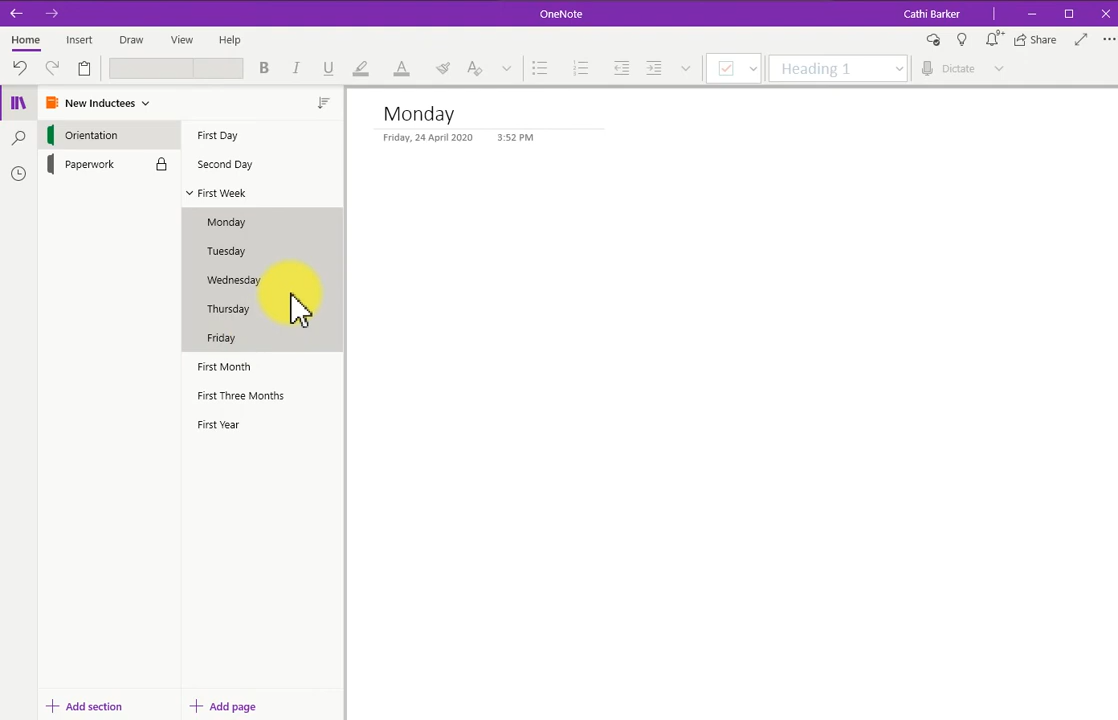 OneNote
Cathi Barker
Home Insert Draw View Help
Share
B I U
Heading 1
Dictate
New Inductees
Orientation
Paperwork
First Day
Second Day
First Week
Monday
Tuesday
Wednesday
Thursday
Friday
First Month
First Three Months
First Year
Add section
Add page
Monday
Friday, 24 April 2020 3:52 PM